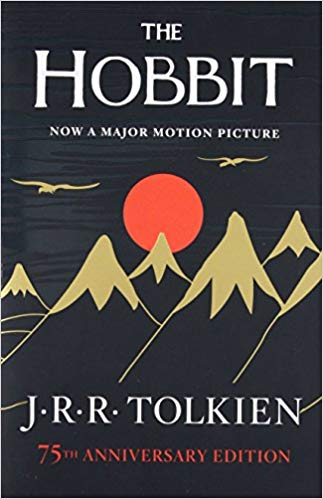 THE
HOBBIT
NOW A MAJOR MOTION PICTURE
J·R·R· TOLKIEN
75TH ANNIVERSARY EDITION